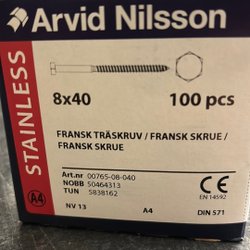 Arvid Nilsson
STAINLESS
A4
8x40
100 pcs
FRANSK TRÄSKRUV / FRANSK SKRUE /
FRANSK SKRUE
Art.nr 00765-08-040
NOBB 50464313
TUN 5838162
CE
EN 14592
NV 13
A4
DIN 571